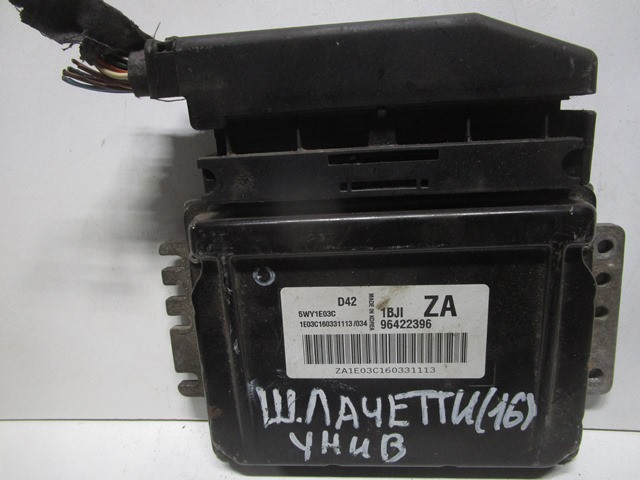 D42
5WY1E03C
1E03C160331113/034
MADE IN KOREA
1BJI ZA
96422396
ZA1E03C160331113
Ш.ЛАЧЕТТИ(16)
УНИВ